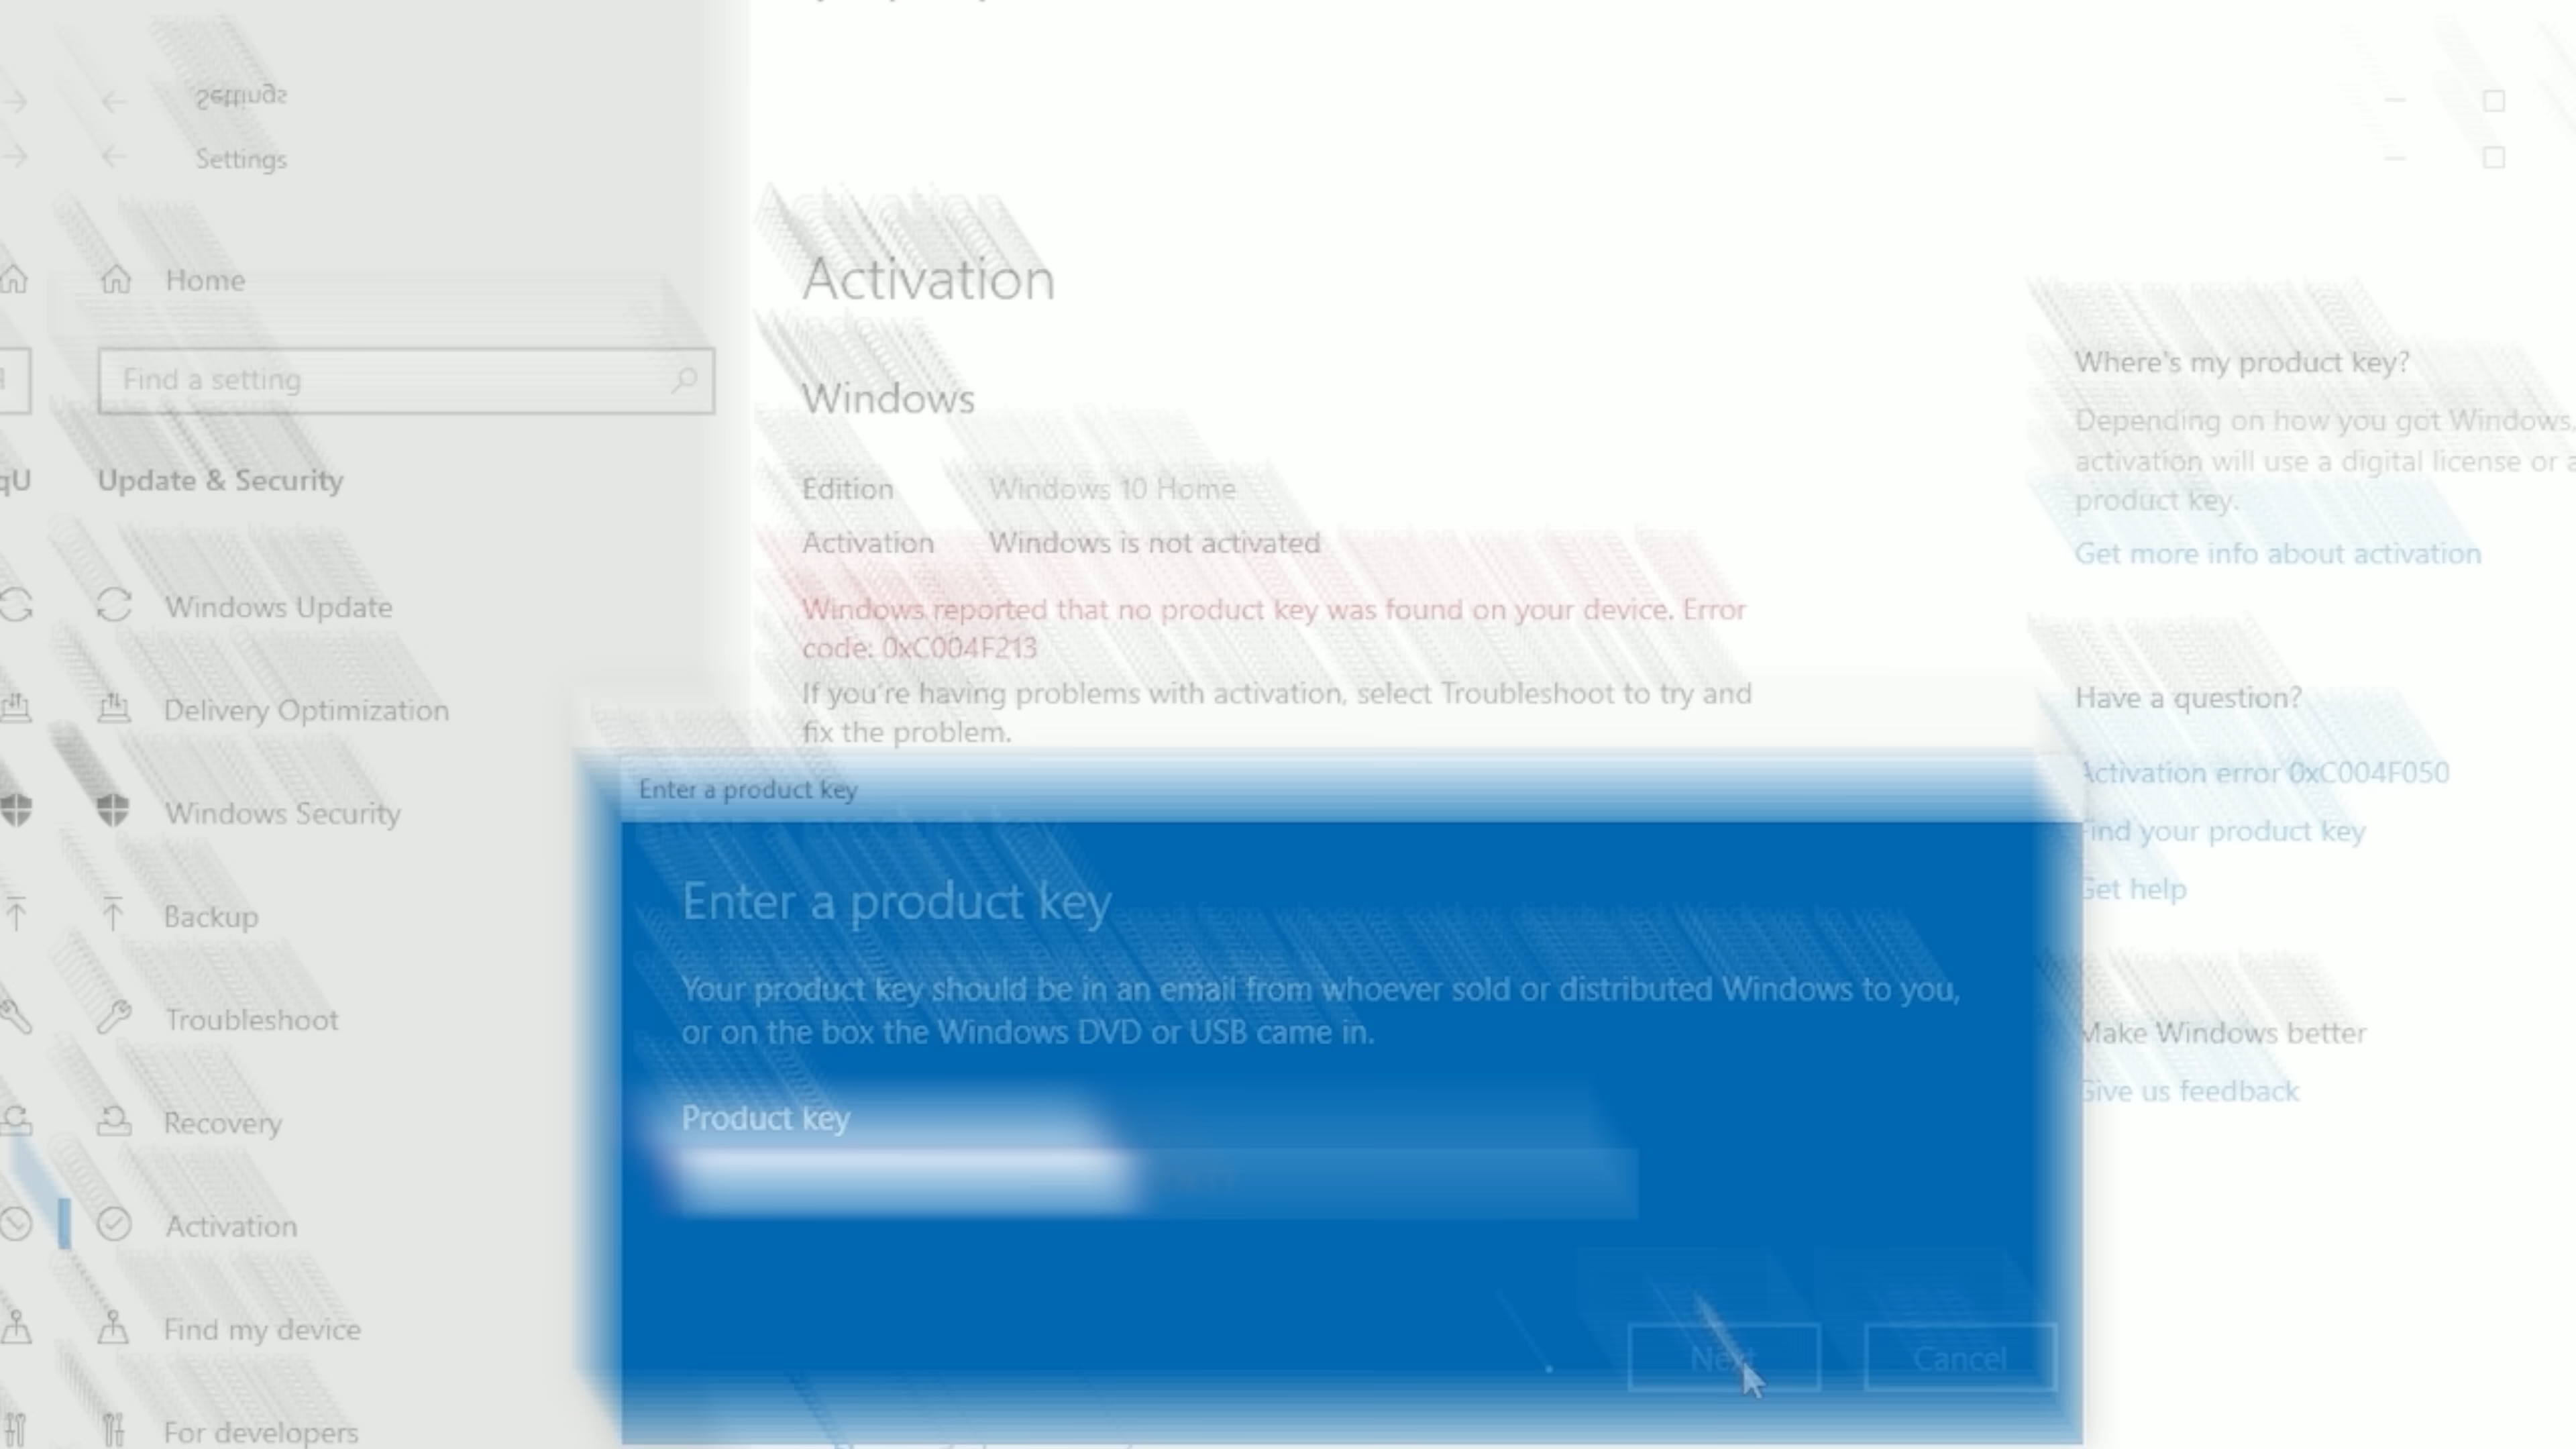 Settings
Settings
Home
Find a setting
Update & Security
Windows Update
Delivery Optimization
Windows Security
Backup
Troubleshoot
Recovery
Activation
Find my device
For developers
Activation
Windows
Edition Windows 10 Home
Activation Windows is not activated
Windows reported that no product key was found on your device. Error
code: 0xC004F213
If you're having problems with activation, select Troubleshoot to try and
fix the problem.
Enter a product key
Enter a product key
Your product key should be in an email from whoever sold or distributed Windows to you,
or on the box the Windows DVD or USB came in.
Product key
Next Cancel
Where's my product key?
Depending on how you got Windows,
activation will use a digital license or a
product key.
Get more info about activation
Have a question?
Activation error 0xC004F050
Find your product key
Get help
Make Windows better
Give us feedback